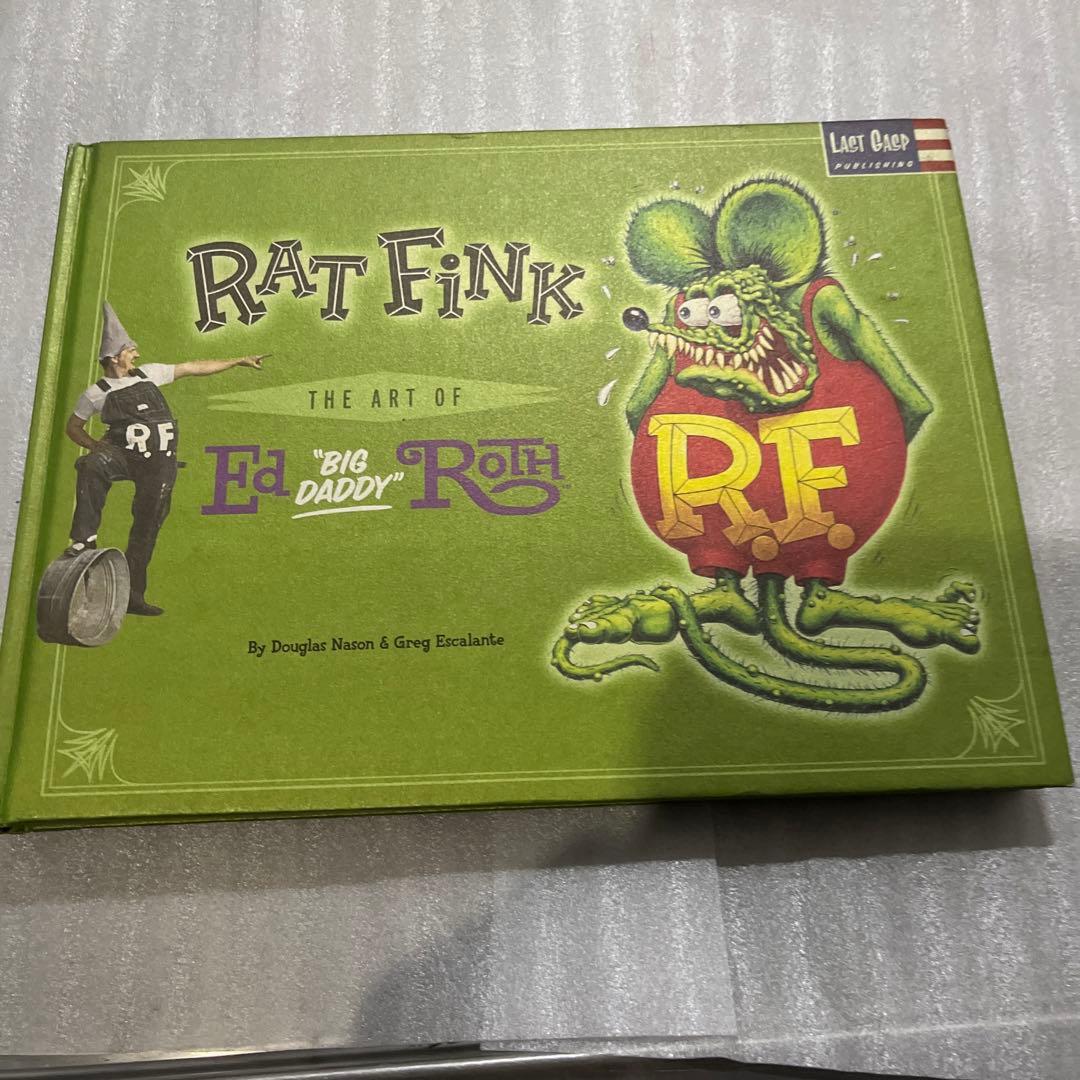 LAST GASP
PUBLISHING
RAT FiNK
THE ART OF
Ed "BIG DADDY" ROTH
R.F.
R.F.
By Douglas Nason & Greg Escalante